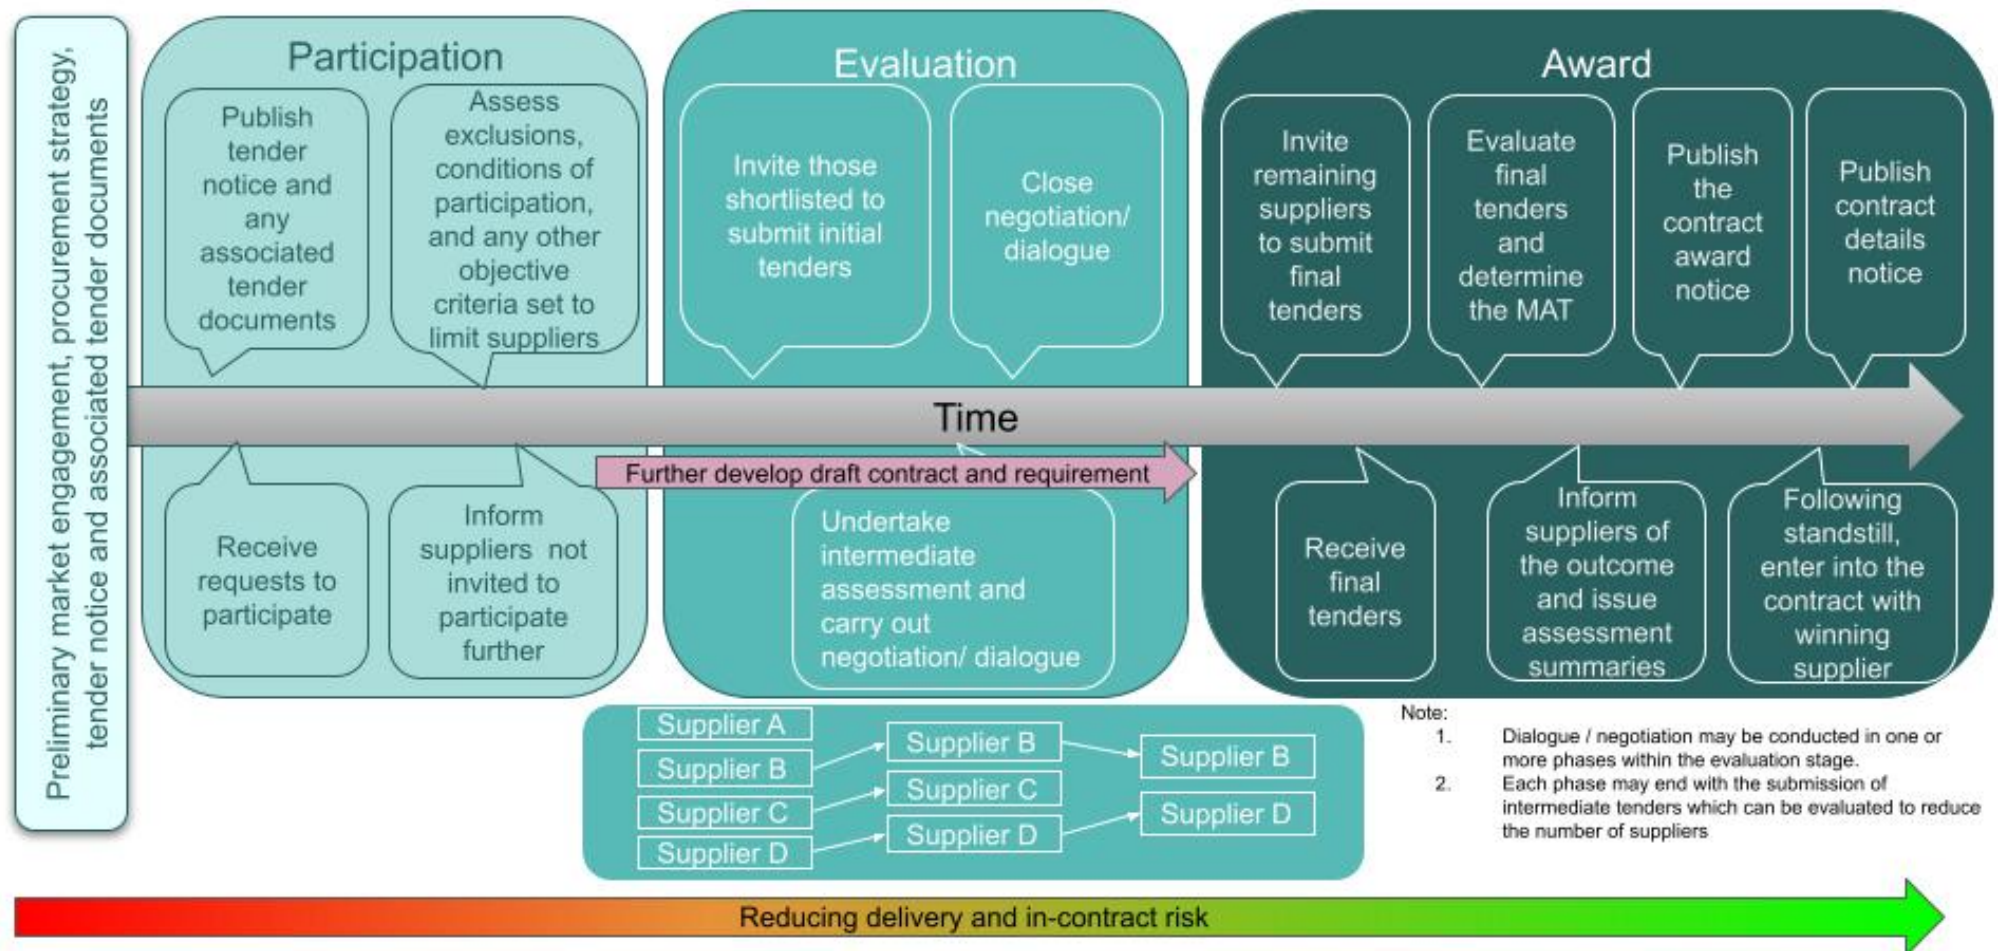 Preliminary market engagement, procurement strategy,
tender notice and associated tender documents
Participation
Publish
tender
notice and
any
associated
tender
documents
Assess
exclusions,
conditions of
participation,
and any other
objective
criteria set to
limit suppliers
Receive
requests to
participate
Inform
suppliers not
invited to
participate
further
Evaluation
Invite those
shortlisted to
submit initial
tenders
Close
negotiation/
dialogue
Time
Further develop draft contract and requirement
Undertake
intermediate
assessment and
carry out
negotiation/ dialogue
Award
Invite
remaining
suppliers
to submit
final
tenders
Evaluate
final
tenders
and
determine
the MAT
Publish
the
contract
award
notice
Publish
contract
details
notice
Receive
final
tenders
Inform
suppliers of
the outcome
and issue
assessment
summaries
Following
standstill,
enter into the
contract with
winning
supplier
Supplier A
Supplier B
Supplier C
Supplier D
Supplier B
Supplier C
Supplier D
Supplier B
Supplier D
Note:
1. Dialogue / negotiation may be conducted in one or
more phases within the evaluation stage.
2. Each phase may end with the submission of
intermediate tenders which can be evaluated to reduce
the number of suppliers
Reducing delivery and in-contract risk